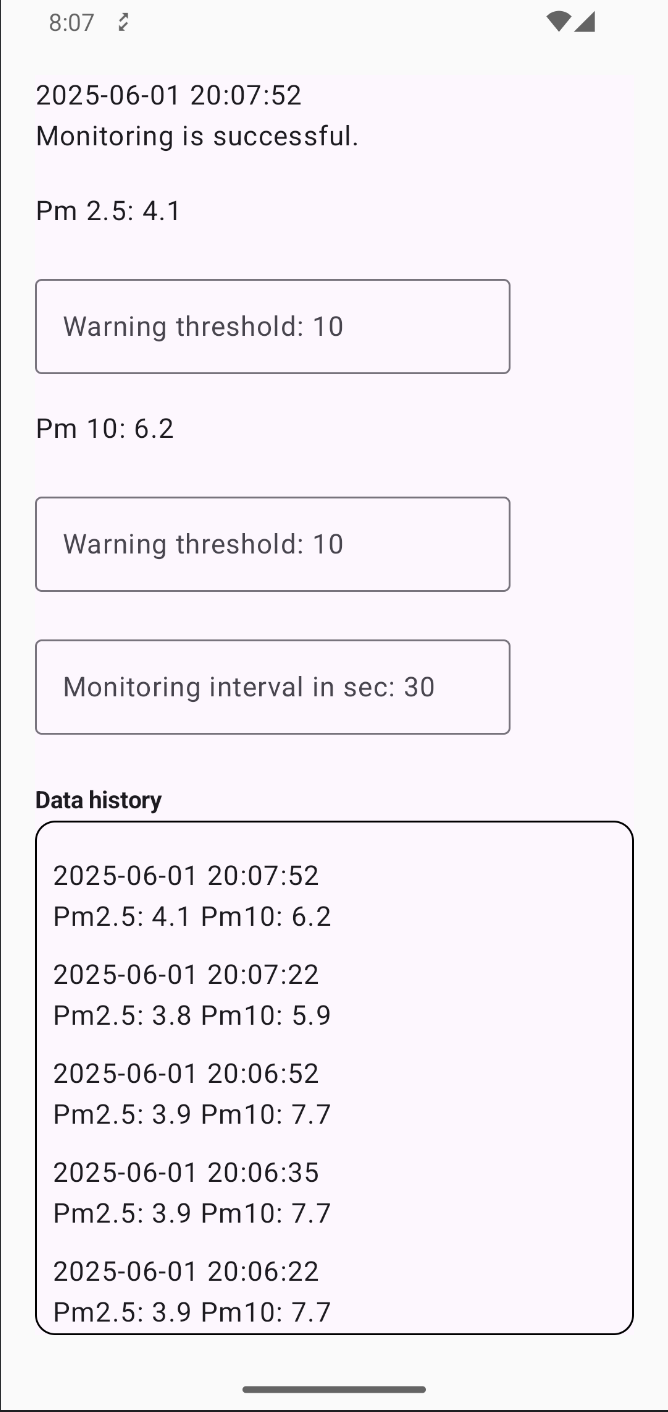 8:07
2025-06-01 20:07:52
Monitoring is successful.
Pm 2.5: 4.1
Warning threshold: 10
Pm 10: 6.2
Warning threshold: 10
Monitoring interval in sec: 30
Data history
2025-06-01 20:07:52
Pm2.5: 4.1 Pm10: 6.2
2025-06-01 20:07:22
Pm2.5: 3.8 Pm10: 5.9
2025-06-01 20:06:52
Pm2.5: 3.9 Pm10: 7.7
2025-06-01 20:06:35
Pm2.5: 3.9 Pm10: 7.7
2025-06-01 20:06:22
Pm2.5: 3.9 Pm10: 7.7